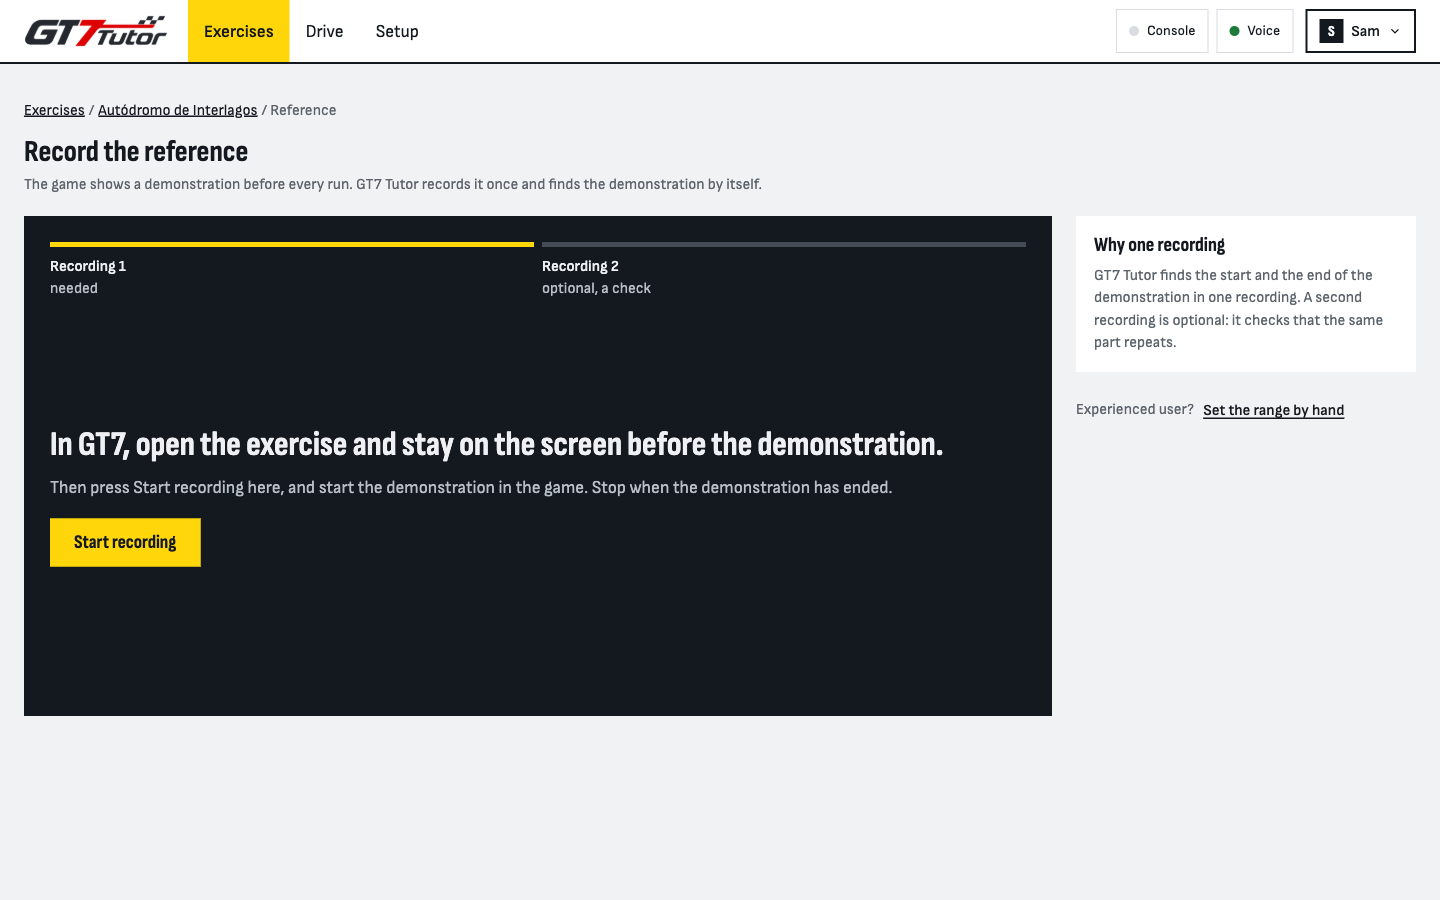 GT7Tutor
Exercises
Drive
Setup
Console
Voice
S
Sam
Exercises / Autódromo de Interlagos / Reference
Record the reference
The game shows a demonstration before every run. GT7 Tutor records it once and finds the demonstration by itself.
Recording 1
needed
Recording 2
optional, a check
In GT7, open the exercise and stay on the screen before the demonstration.
Then press Start recording here, and start the demonstration in the game. Stop when the demonstration has ended.
Start recording
Why one recording
GT7 Tutor finds the start and the end of the
demonstration in one recording. A second
recording is optional: it checks that the same
part repeats.
Experienced user? Set the range by hand